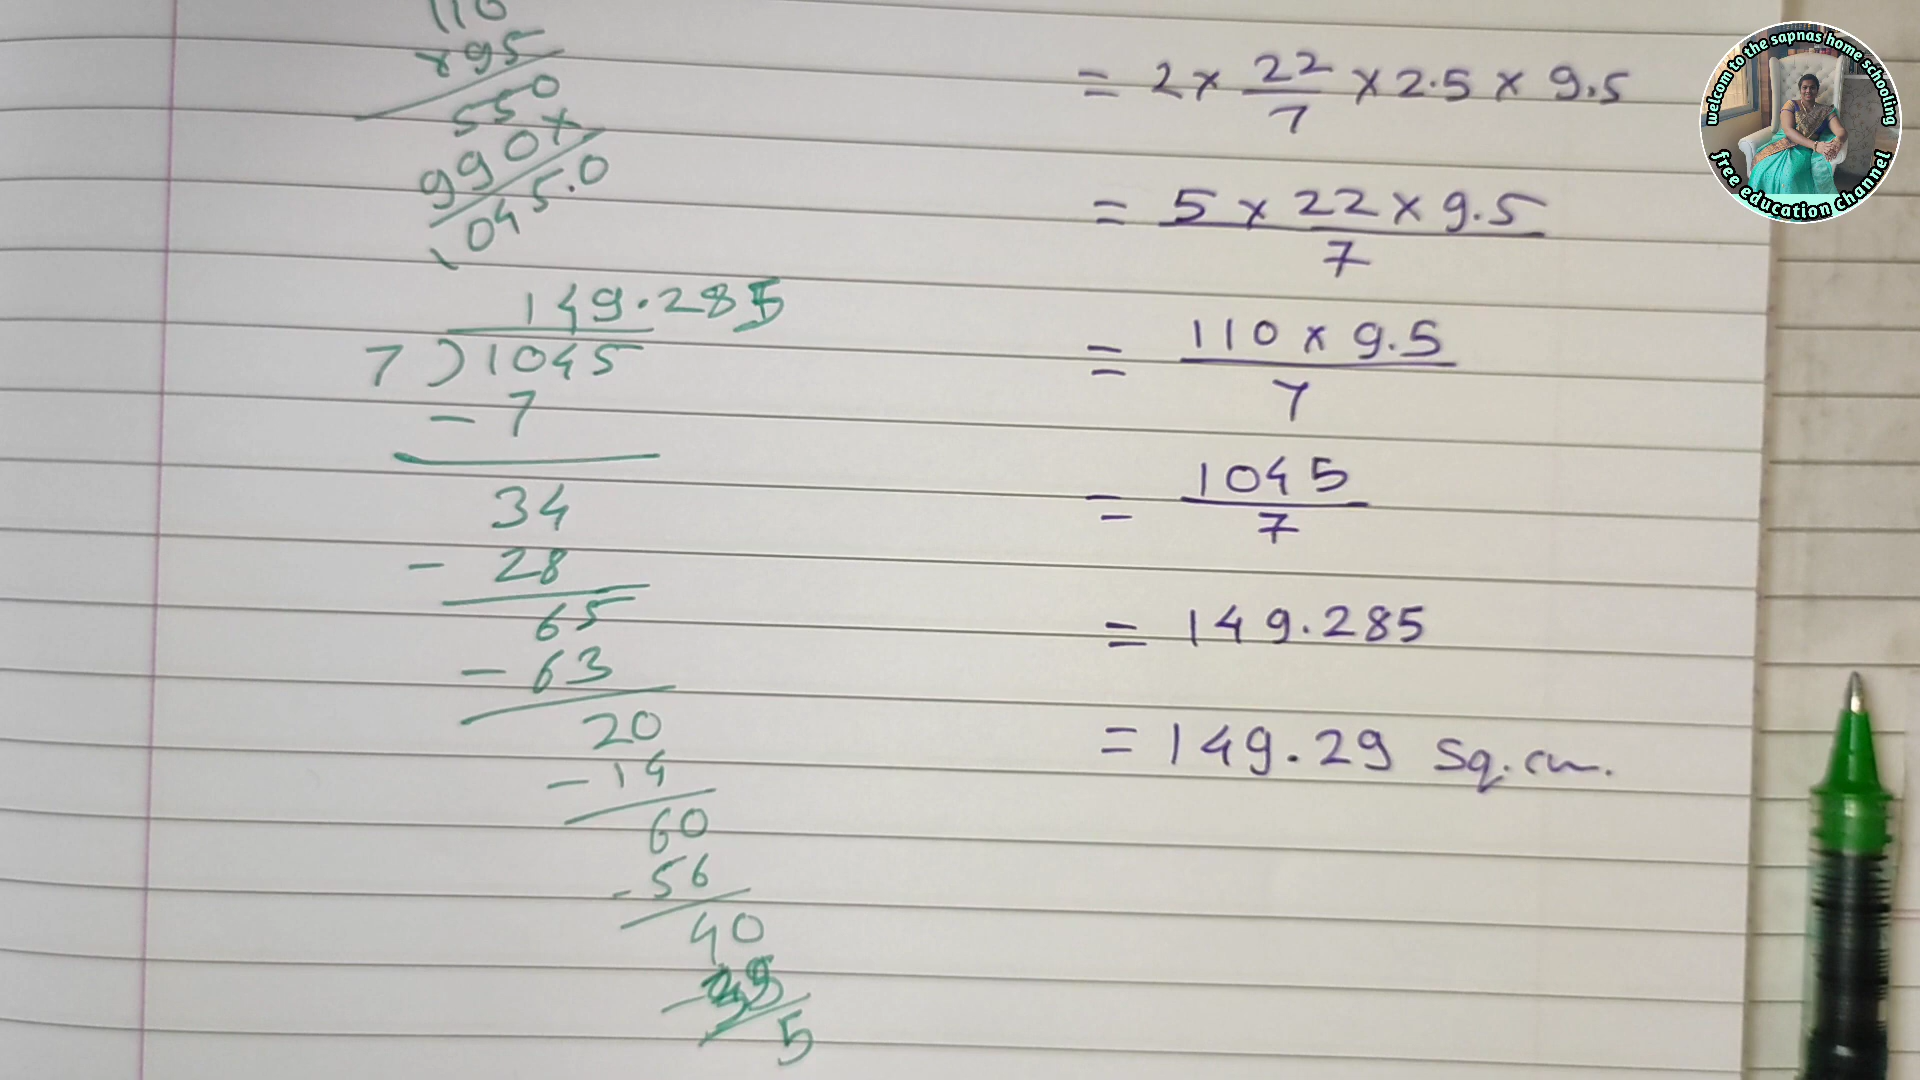 110
x95
550
990x
1045.0
149.285
7 ) 1045
- 7
34
- 28
65
- 63
20
- 14
60
- 56
40
5
= 2 x 22/7 x 2.5 x 9.5
= 5 x 22 x 9.5 / 7
= 110 x 9.5 / 7
= 1045 / 7
= 149.285
= 149.29 Sq. cm.
welcom to the sapnas home schooling
free education channel